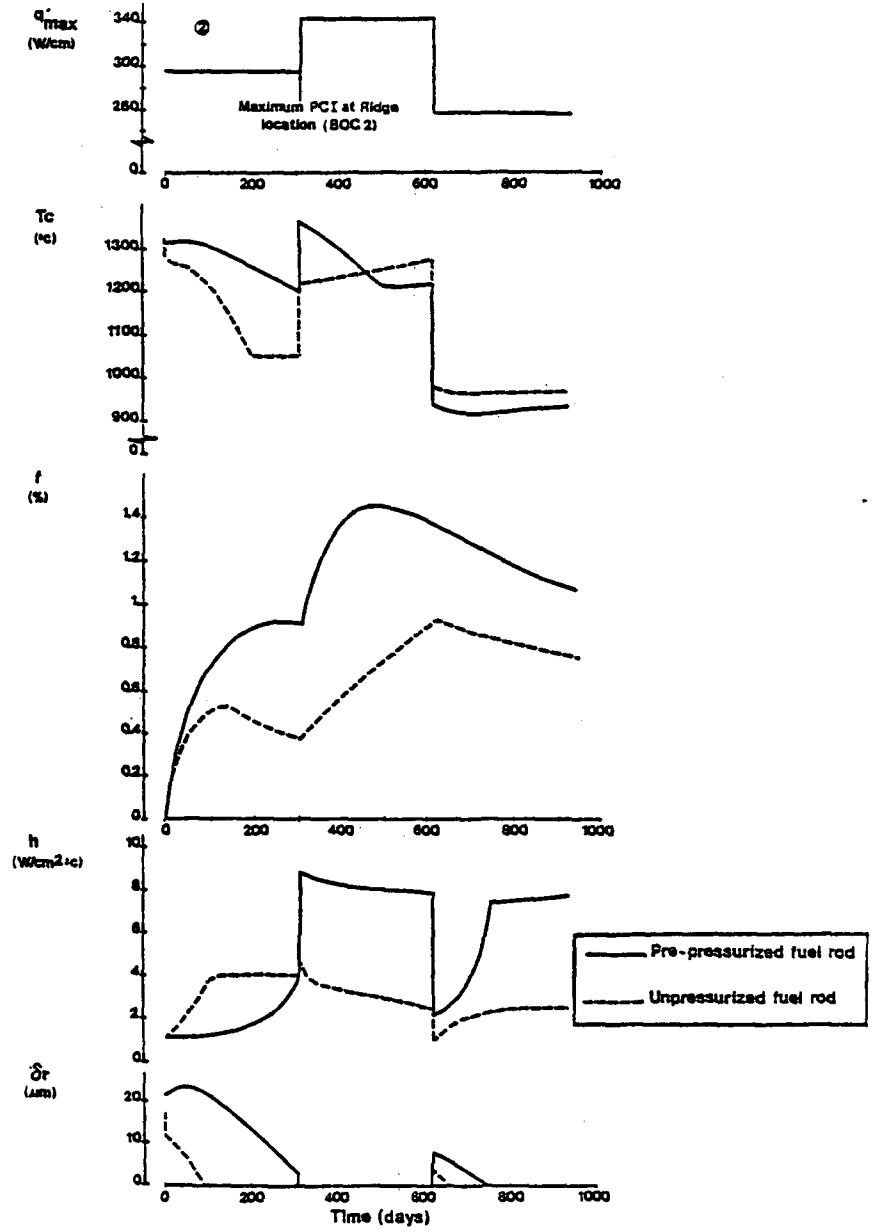 q'max
(W/cm)
②
340
300
260
0
Maximum PCI at Ridge
location (BOC 2)
0 200 400 600 800 1000
Tc
(°c)
1300
1200
1100
1000
900
0
f
(%)
1.4
1.2
1
0.8
0.6
0.4
0.2
0
0 200 400 600 800 1000
h
(W/cm2°c)
10
8
6
4
2
0
Pre-pressurized fuel rod
Unpressurized fuel rod
δr
(μm)
20
10
0
0 200 400 600 800 1000
Time (days)